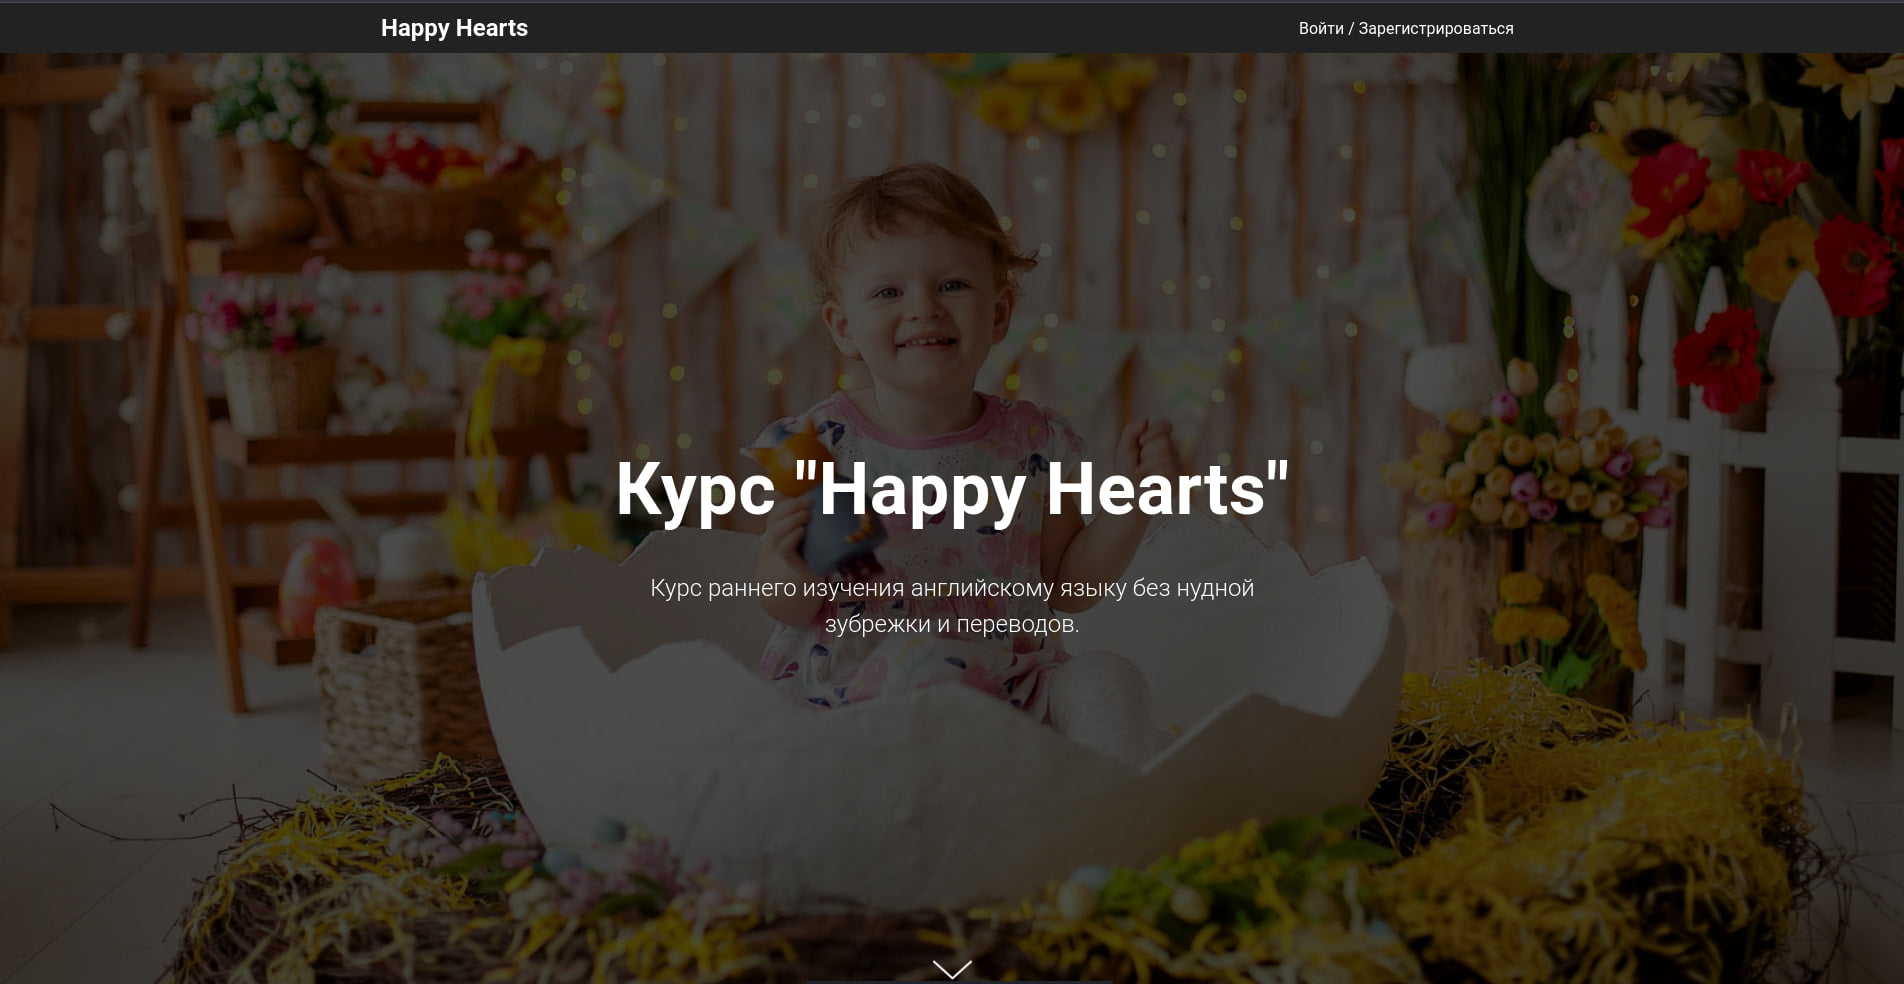 Happy Hearts
Войти / Зарегистрироваться
Курс "Happy Hearts"
Курс раннего изучения английскому языку без нудной
зубрежки и переводов.